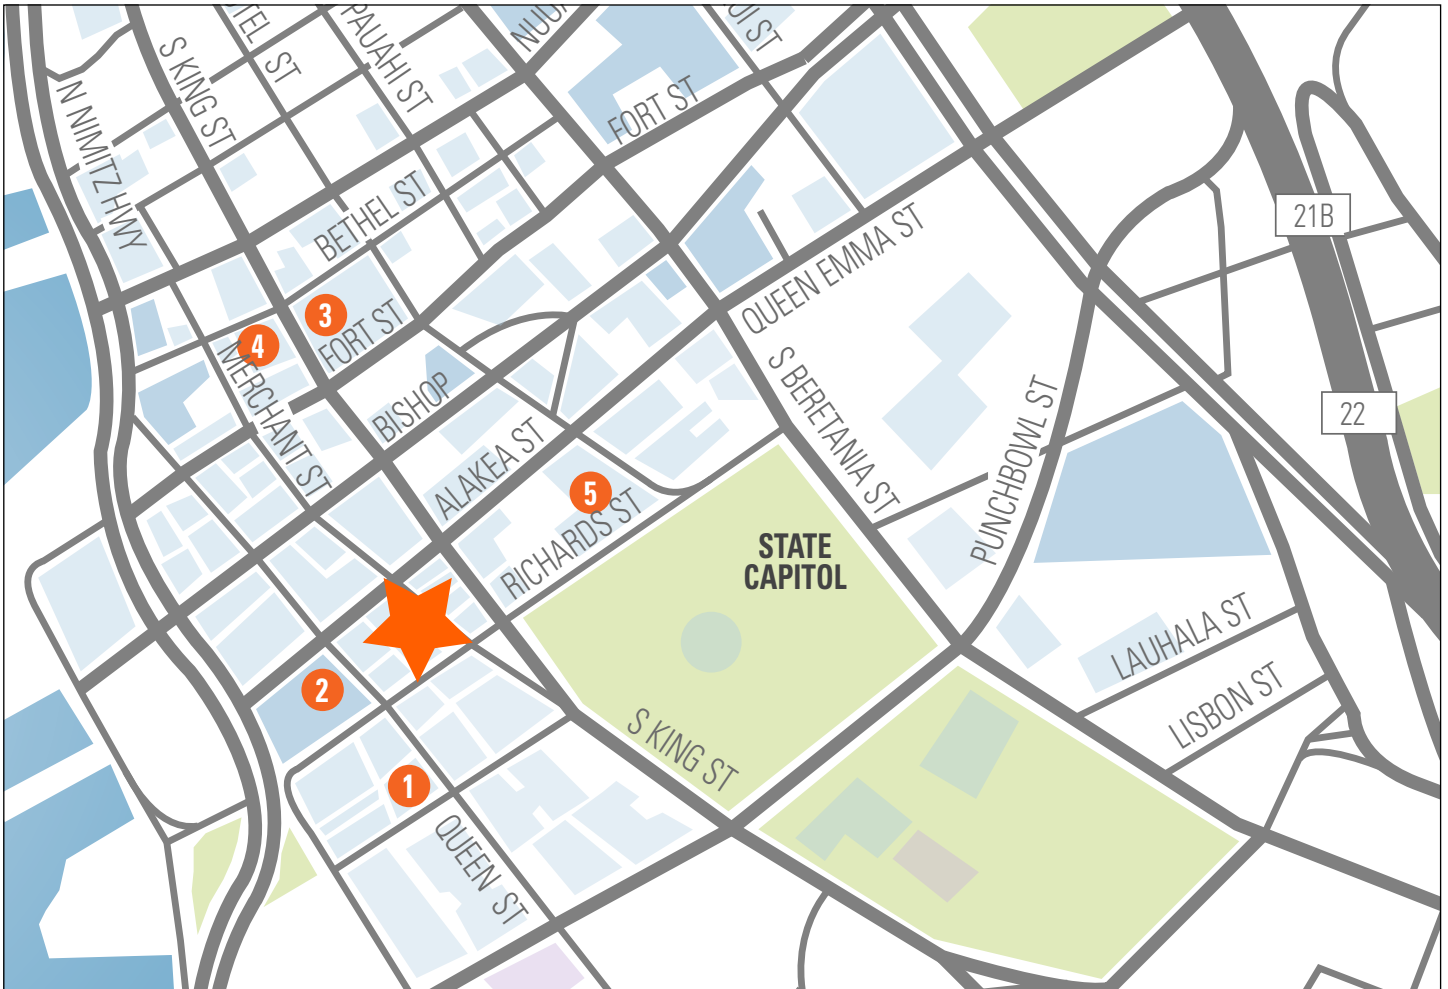 S KING ST
PAUAHI ST
N NIMITZ HWY
FORT ST
BETHEL ST
21B
QUEEN EMMA ST
3
FORT ST
4
MERCHANT ST
BISHOP
S BERETANIA ST
PUNCHBOWL ST
22
ALAKEA ST
5
RICHARDS ST
STATE
CAPITOL
LAUHALA ST
2
LISBON ST
S KING ST
1
QUEEN ST